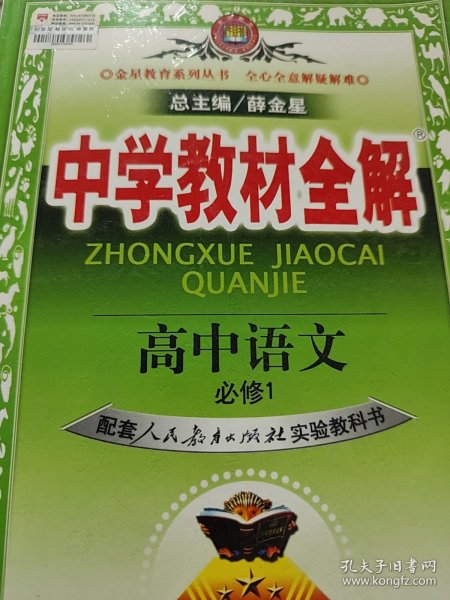 金星教育系列丛书 全心全意解疑解难
总主编/薛金星
中学教材全解®
ZHONGXUE JIAOCAI
QUANJIE
高中语文
必修1
配套人民教育出版社实验教科书
孔夫子旧书网
www.kongfz.com